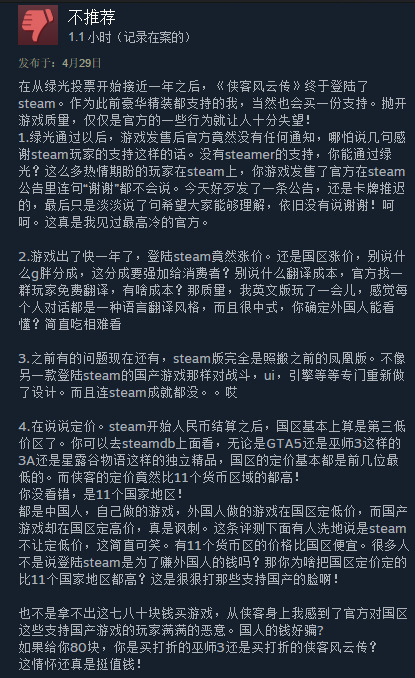 不推荐
1.1 小时（记录在案的）
发布于：4月29日
在从绿光投票开始接近一年之后，《侠客风云传》终于登陆了
steam。作为此前豪华精装都支持的我，当然也会买一份支持。抛开
游戏质量，仅仅是官方的一些行为就让人十分失望！
1.绿光通过以后，游戏发售后官方竟然没有任何通知，哪怕说几句感
谢steam玩家的支持这样的话。没有steamer的支持，你能通过绿
光？这么多热情期盼的玩家在steam上，你游戏发售了官方在steam
公告里连句"谢谢"都不会说。今天好歹发了一条公告，还是卡牌推迟
的，最后只是淡淡说了句希望大家能够理解，依旧没有说谢谢！呵
呵。这真是我见过最高冷的官方。
2.游戏出了快一年了，登陆steam竟然涨价。还是国区涨价，别说什
么g胖分成，这分成要强加给消费者？别说什么翻译成本，官方找一
群玩家免费翻译，有啥成本？那质量，我英文版玩了一会儿，感觉每
个人对话都是一种语言翻译风格，而且很中式，你确定外国人能看
懂？简直吃相难看
3.之前有的问题现在还有，steam版完全是照搬之前的凤凰版。不像
另一款登陆steam的国产游戏那样对战斗，ui，引擎等等专门重新做
了设计。而且连steam成就都没。。哎
4.在说说定价。steam开始人民币结算之后，国区基本上算是第三低
价区了。你可以去steamdb上面看，无论是GTA5还是巫师3这样的
3A还是星露谷物语这样的独立精品，国区的定价基本都是前几位最
低的。而侠客的定价竟然比11个货币区域的都高！
你没看错，是11个国家地区！
都是中国人，自己做的游戏，外国人做的游戏在国区定低价，而国产
游戏却在国区定高价，真是讽刺。这条评测下面有人洗地说是steam
不让定低价，这简直可笑。有11个货币区的价格比国区便宜。很多人
不是说登陆steam是为了赚外国人的钱吗？那你为啥把国区定价定的
比11个国家地区都高？这是狠狠打那些支持国产的脸啊！
也不是拿不出这七八十块钱买游戏，从侠客身上我感到了官方对国区
这些支持国产游戏的玩家满满的恶意。国人的钱好骗？
如果给你80块，你是买打折的巫师3还是买打折的侠客风云传？
这情怀还真是挺值钱！